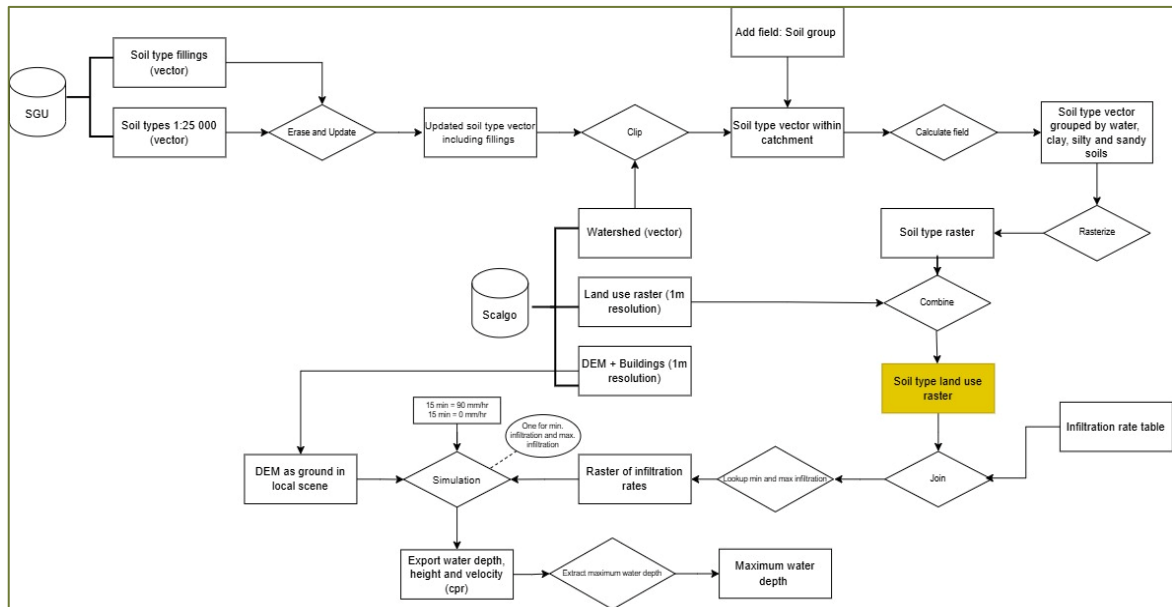 Add field: Soil group
Soil type fillings
(vector)
SGU
Soil types 1:25 000
(vector)
Erase and Update
Updated soil type vector
including fillings
Clip
Soil type vector within
catchment
Calculate field
Soil type vector
grouped by water,
clay, silty and sandy
soils
Watershed (vector)
Soil type raster
Rasterize
Scalgo
Land use raster (1m
resolution)
Combine
DEM + Buildings (1m
resolution)
Soil type land use
raster
15 min = 90 mm/hr
15 min = 0 mm/hr
One for min.
infiltration and max.
infiltration
Infiltration rate table
DEM as ground in
local scene
Simulation
Raster of infiltration
rates
Lookup min and max infiltration
Join
Export water depth,
height and velocity
(cpr)
Extract maximum water depth
Maximum water
depth